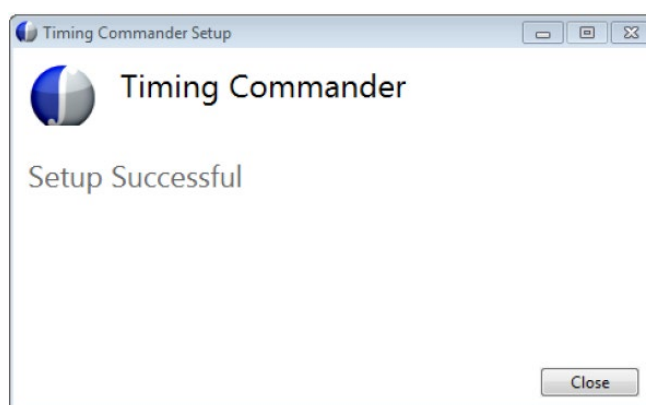 Timing Commander Setup
Timing Commander
Setup Successful
Close